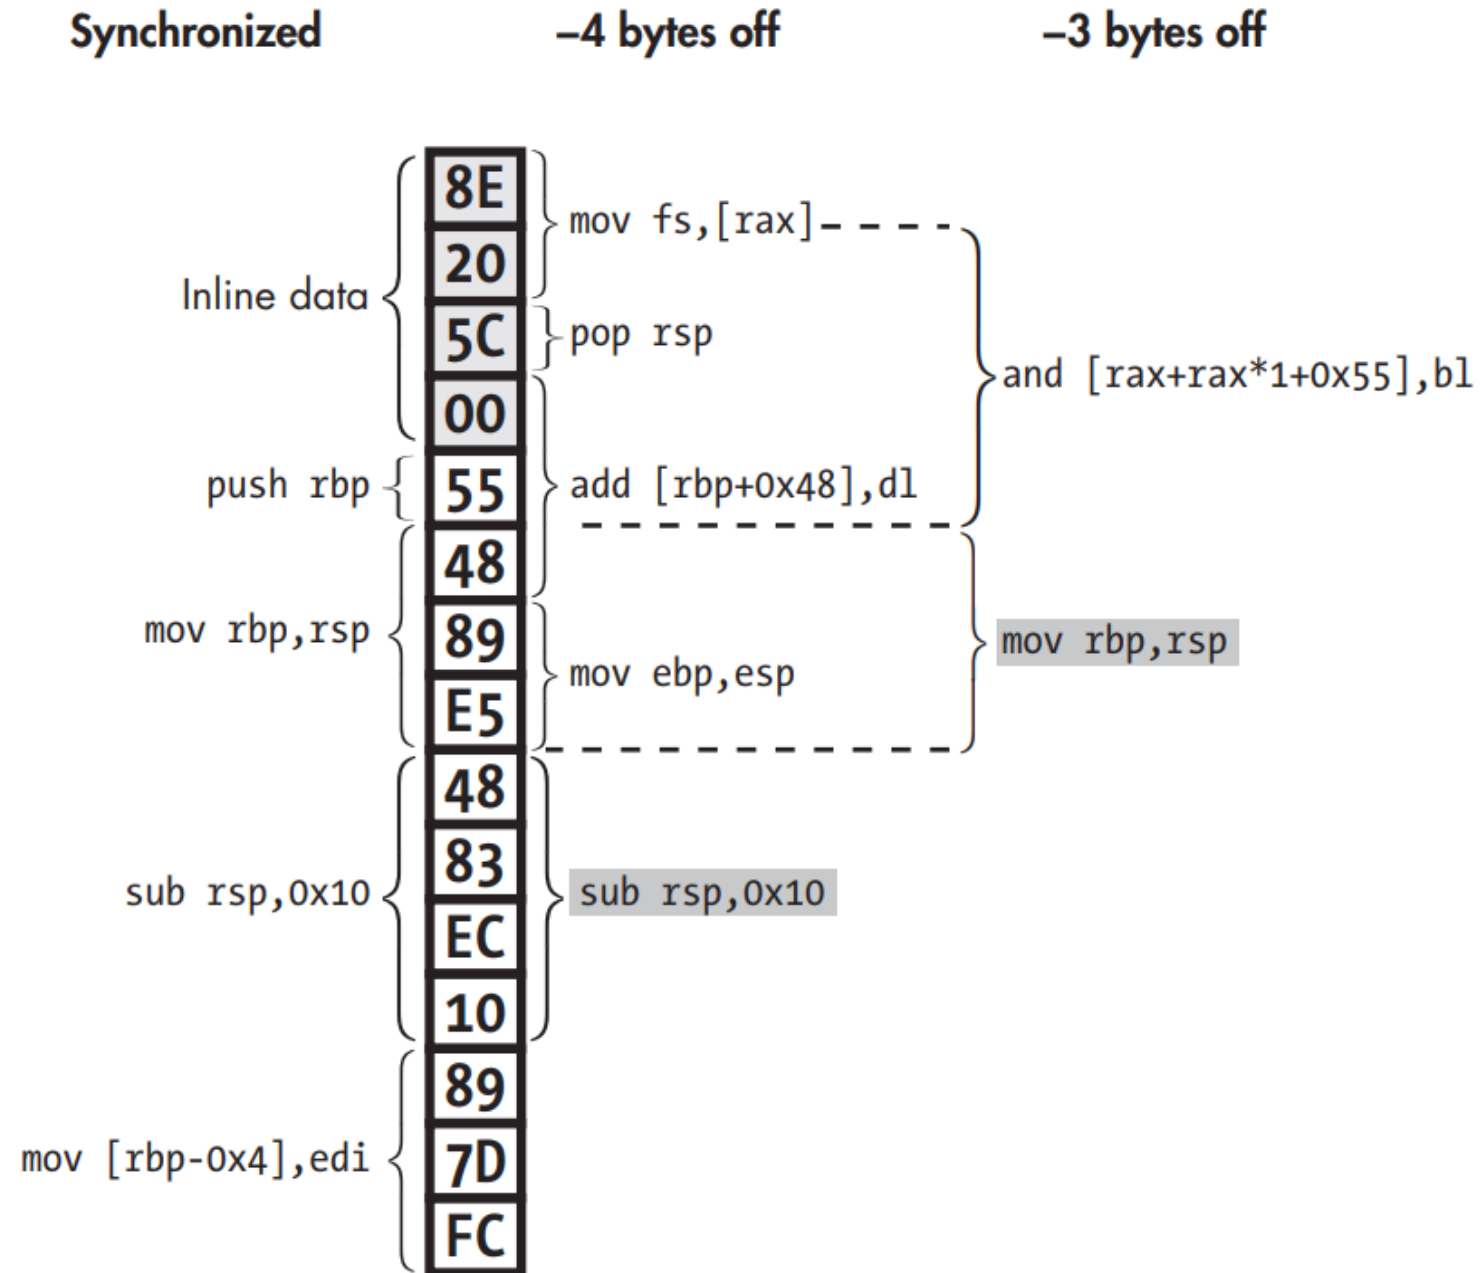 Synchronized
–4 bytes off
–3 bytes off
8E
mov fs,[rax]
20
Inline data
5C
pop rsp
and [rax+rax*1+0x55],bl
00
push rbp
55
add [rbp+0x48],dl
48
mov rbp,rsp
89
mov rbp,rsp
mov ebp,esp
E5
48
83
sub rsp,0x10
sub rsp,0x10
EC
10
89
mov [rbp-0x4],edi
7D
FC